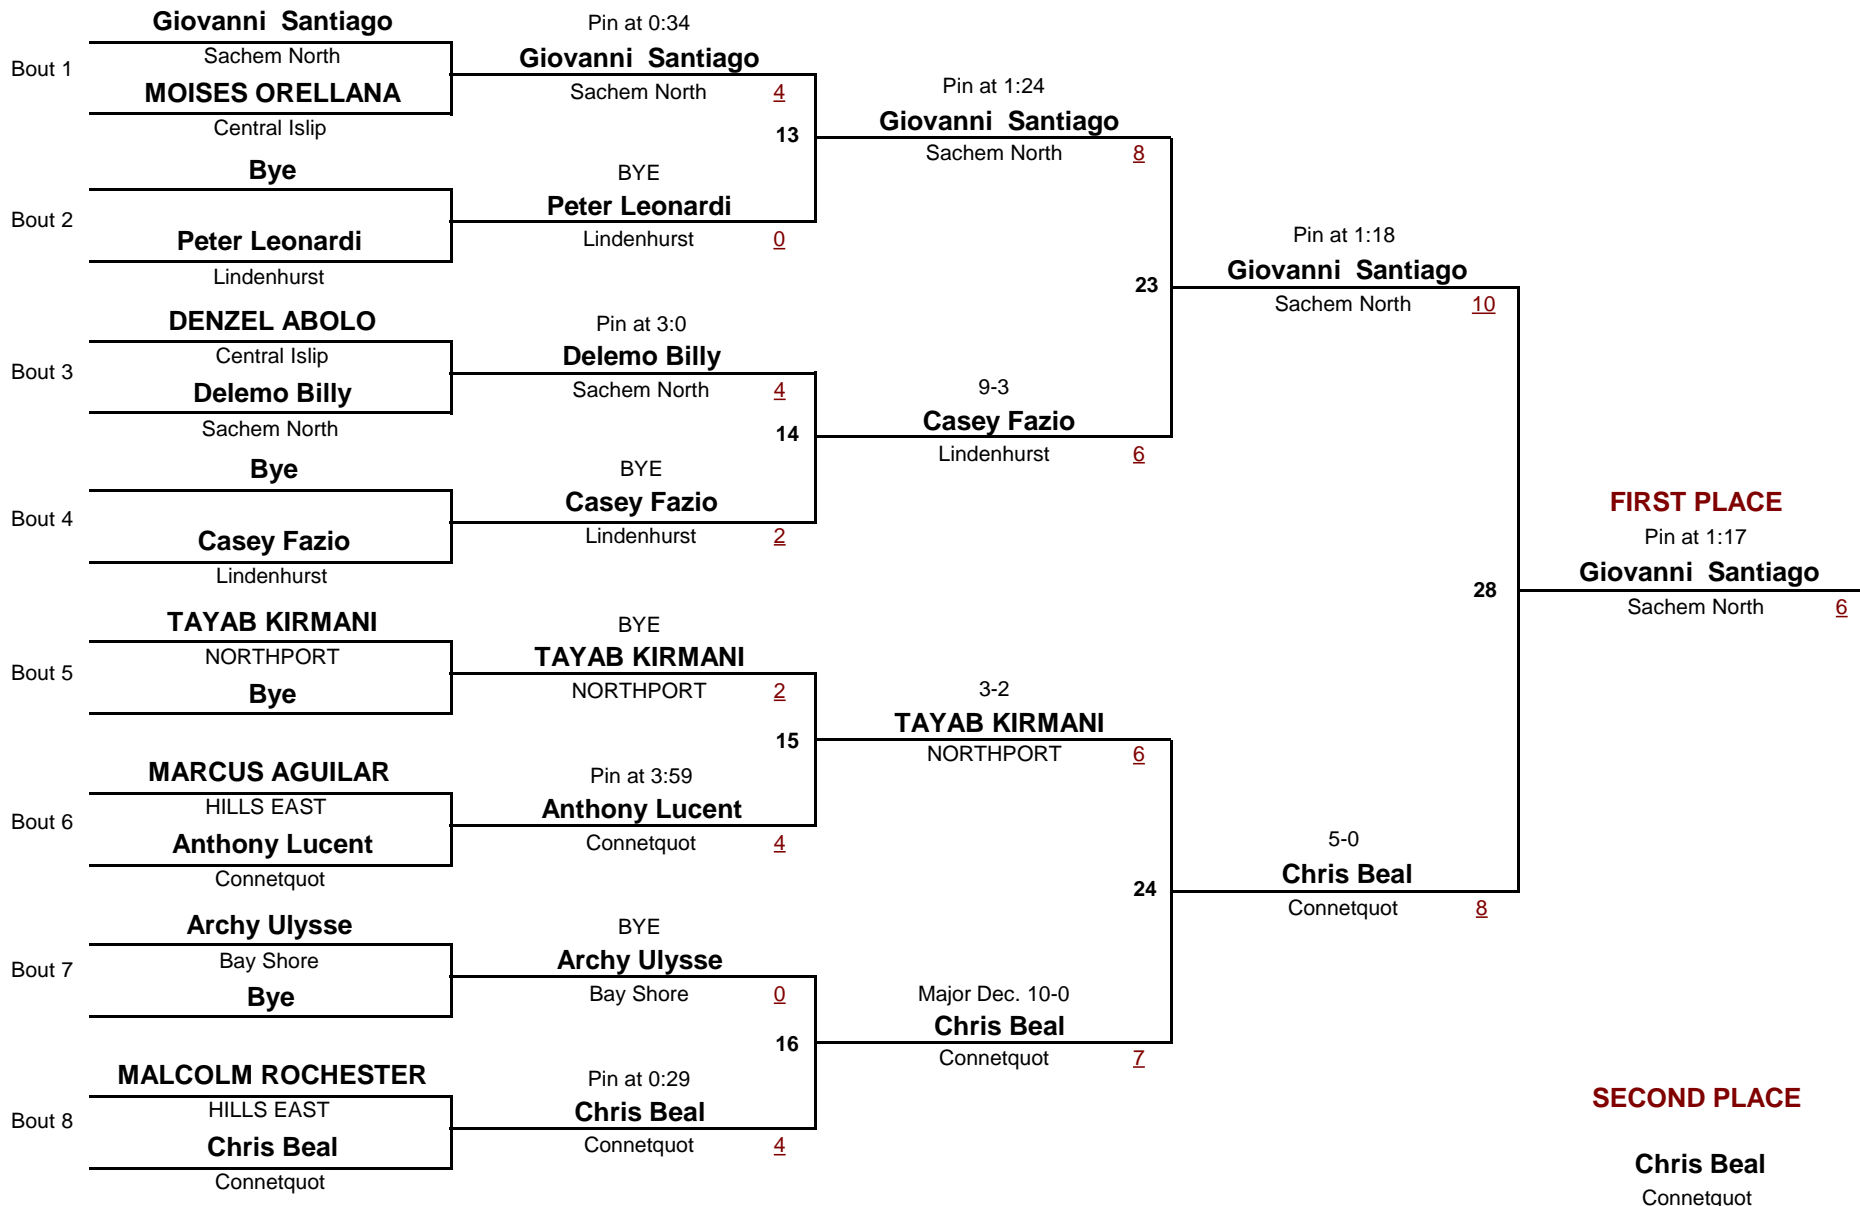 Giovanni  Santiago
Bout 1
Sachem North
MOISES ORELLANA
Central Islip
Bye
Bout 2
Peter Leonardi
Lindenhurst
DENZEL ABOLO
Bout 3
Central Islip
Delemo Billy
Sachem North
Bye
Bout 4
Casey Fazio
Lindenhurst
TAYAB KIRMANI
Bout 5
NORTHPORT
Bye
MARCUS AGUILAR
Bout 6
HILLS EAST
Anthony Lucent
Connetquot
Archy Ulysse
Bout 7
Bay Shore
Bye
MALCOLM ROCHESTER
Bout 8
HILLS EAST
Chris Beal
Connetquot
Pin at 0:34
Giovanni  Santiago
Sachem North 4
13
BYE
Peter Leonardi
Lindenhurst 0
Pin at 3:0
Delemo Billy
Sachem North 4
14
BYE
Casey Fazio
Lindenhurst 2
BYE
TAYAB KIRMANI
NORTHPORT 2
15
Pin at 3:59
Anthony Lucent
Connetquot 4
BYE
Archy Ulysse
Bay Shore 0
16
Pin at 0:29
Chris Beal
Connetquot 4
Pin at 1:24
Giovanni  Santiago
Sachem North 8
23
9-3
Casey Fazio
Lindenhurst 6
3-2
TAYAB KIRMANI
NORTHPORT 6
24
Major Dec. 10-0
Chris Beal
Connetquot 7
Pin at 1:18
Giovanni  Santiago
Sachem North 10
28
5-0
Chris Beal
Connetquot 8
FIRST PLACE
Pin at 1:17
Giovanni  Santiago
Sachem North 6
SECOND PLACE
Chris Beal
Connetquot